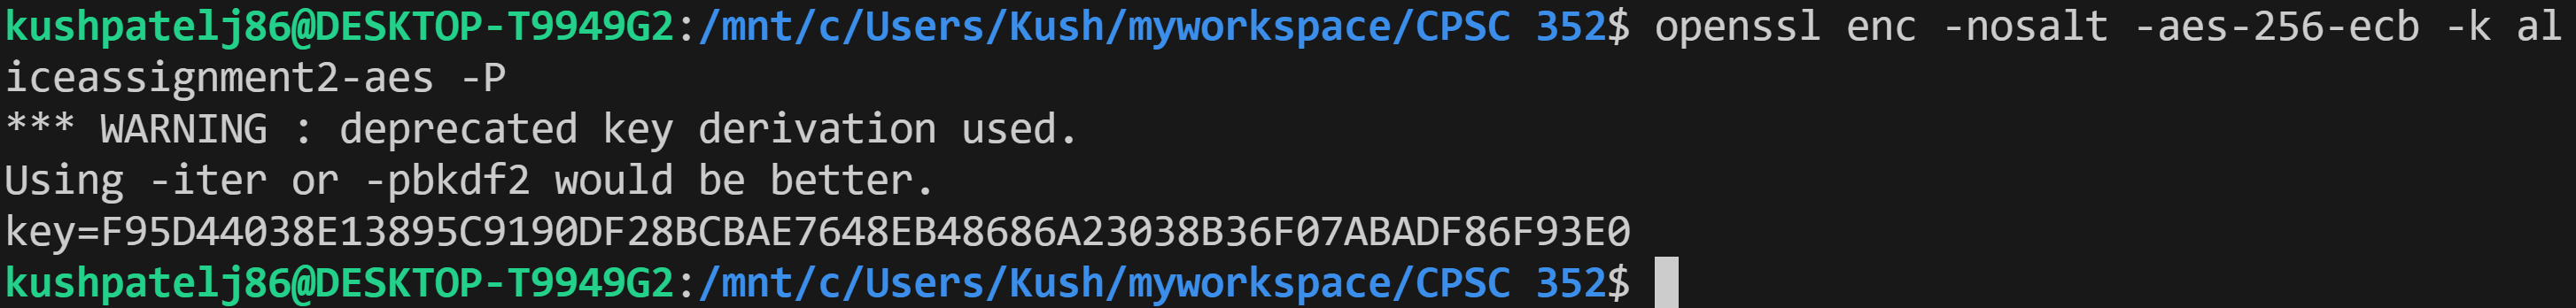 kushpatelj86@DESKTOP-T9949G2:/mnt/c/Users/Kush/myworkspace/CPSC 352$ openssl enc -nosalt -aes-256-ecb -k al
iceassignment2-aes -P
*** WARNING : deprecated key derivation used.
Using -iter or -pbkdf2 would be better.
key=F95D44038E13895C9190DF28BCBAE7648EB48686A23038B36F07ABADF86F93E0
kushpatelj86@DESKTOP-T9949G2:/mnt/c/Users/Kush/myworkspace/CPSC 352$